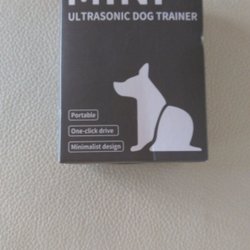 MINI
ULTRASONIC DOG TRAINER
Portable
One-click drive
Minimalist design